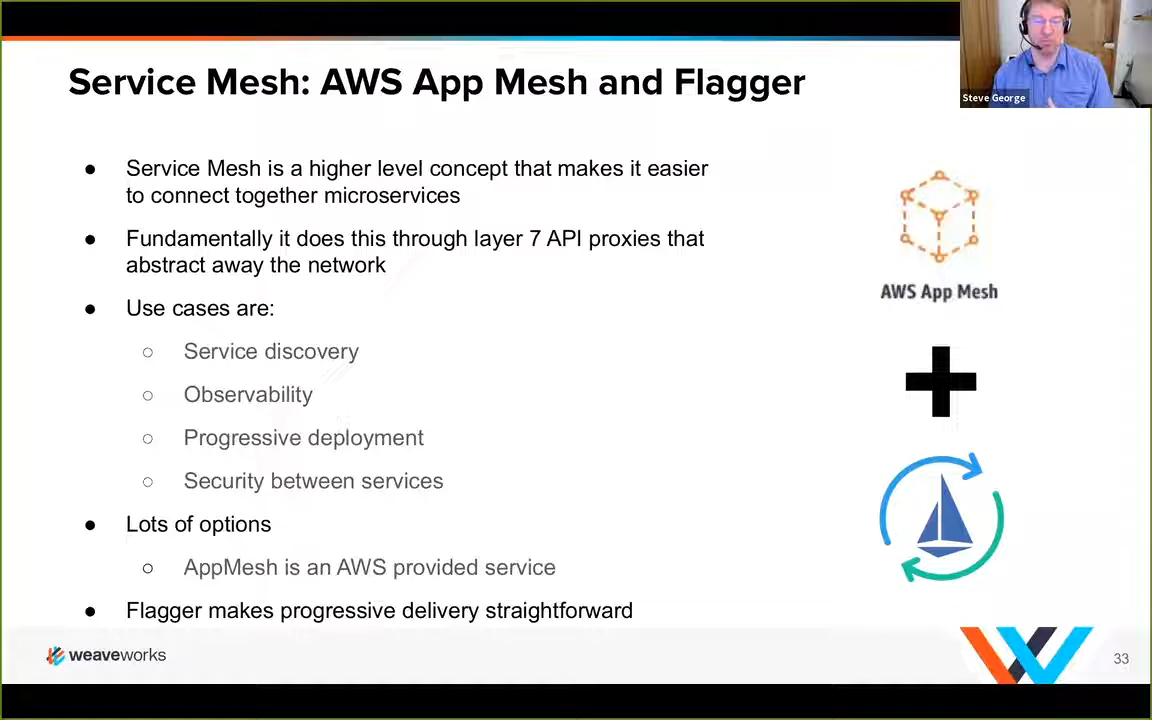 Service Mesh: AWS App Mesh and Flagger
Steve George
● Service Mesh is a higher level concept that makes it easier
to connect together microservices
● Fundamentally it does this through layer 7 API proxies that
abstract away the network
● Use cases are:
○ Service discovery
○ Observability
○ Progressive deployment
○ Security between services
● Lots of options
○ AppMesh is an AWS provided service
● Flagger makes progressive delivery straightforward
AWS App Mesh
weaveworks
33